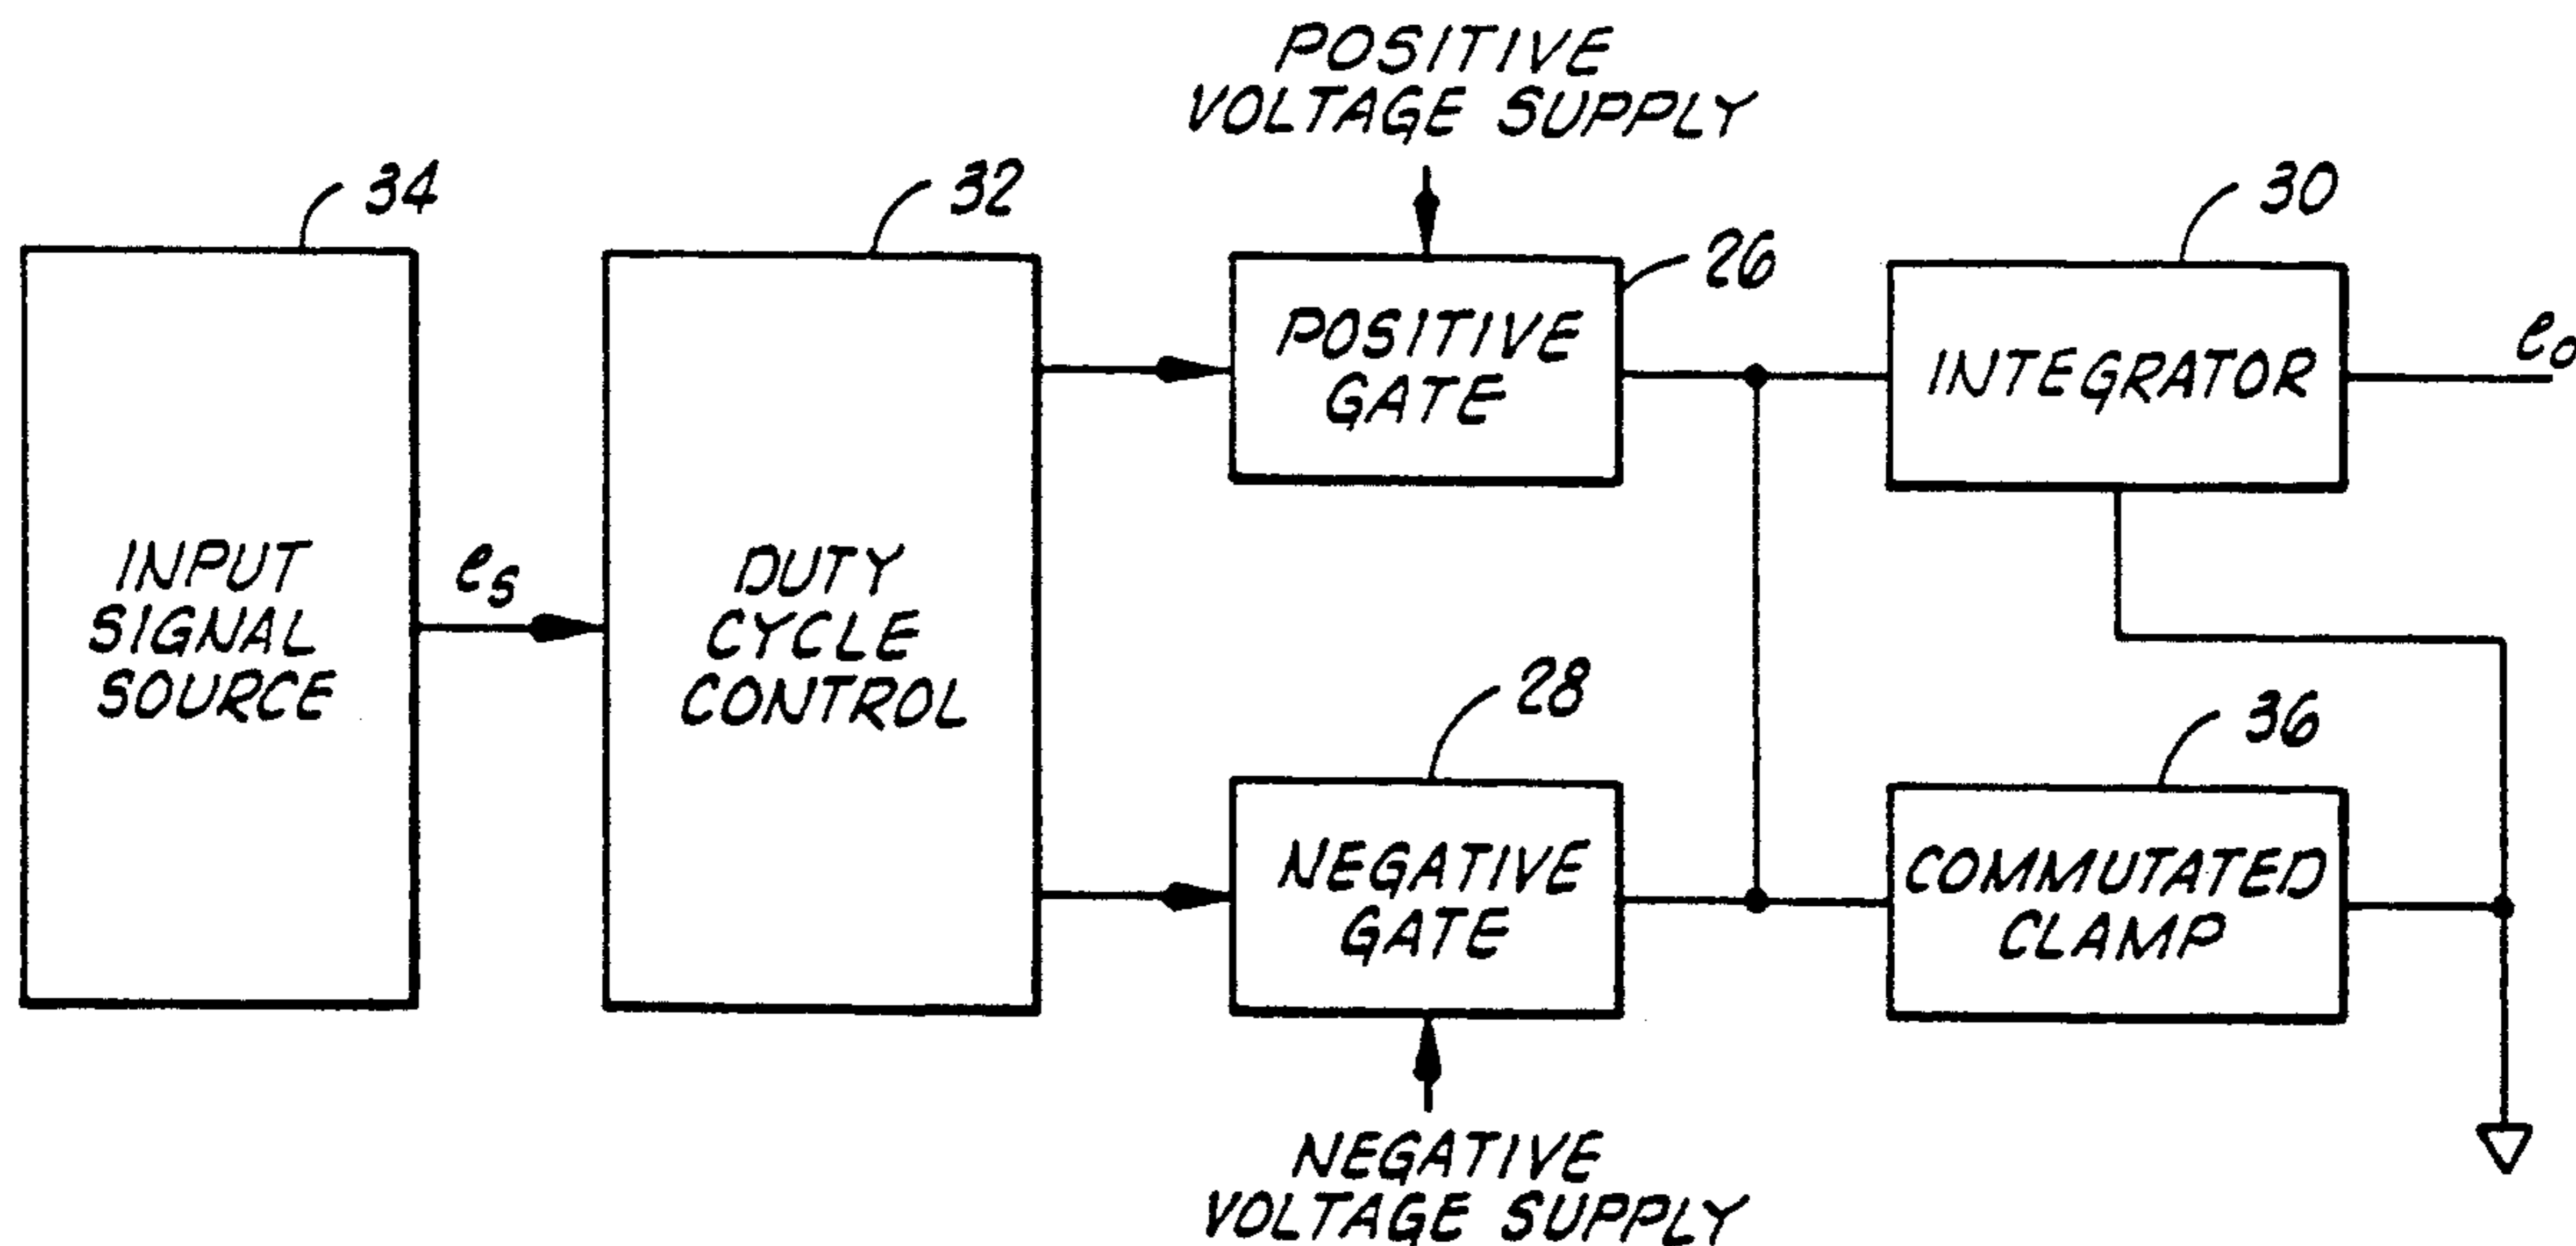 POSITIVE
VOLTAGE SUPPLY
34
32
26
30
INPUT
SIGNAL
SOURCE
es
DUTY
CYCLE
CONTROL
POSITIVE
GATE
INTEGRATOR
eo
28
36
NEGATIVE
GATE
COMMUTATED
CLAMP
NEGATIVE
VOLTAGE SUPPLY